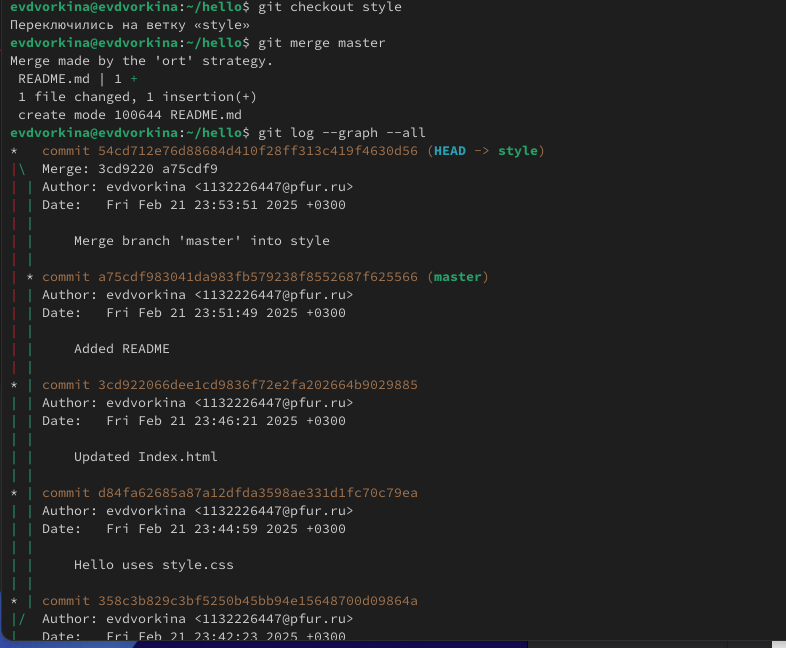 evdvorkina@evdvorkina:~/hello$ git checkout style
Переключились на ветку «style»
evdvorkina@evdvorkina:~/hello$ git merge master
Merge made by the 'ort' strategy.
 README.md | 1 +
 1 file changed, 1 insertion(+)
 create mode 100644 README.md
evdvorkina@evdvorkina:~/hello$ git log --graph --all
*   commit 54cd712e76d88684d410f28ff313c419f4630d56 (HEAD -> style)
|\  Merge: 3cd9220 a75cdf9
| | Author: evdvorkina <1132226447@pfur.ru>
| | Date:   Fri Feb 21 23:53:51 2025 +0300
| |
| |     Merge branch 'master' into style
| |
| * commit a75cdf983041da983fb579238f8552687f625566 (master)
| | Author: evdvorkina <1132226447@pfur.ru>
| | Date:   Fri Feb 21 23:51:49 2025 +0300
| |
| |     Added README
| |
* | commit 3cd922066dee1cd9836f72e2fa202664b9029885
| | Author: evdvorkina <1132226447@pfur.ru>
| | Date:   Fri Feb 21 23:46:21 2025 +0300
| |
| |     Updated Index.html
| |
* | commit d84fa62685a87a12dfda3598ae331d1fc70c79ea
| | Author: evdvorkina <1132226447@pfur.ru>
| | Date:   Fri Feb 21 23:44:59 2025 +0300
| |
| |     Hello uses style.css
| |
* | commit 358c3b829c3bf5250b45bb94e15648700d09864a
|/  Author: evdvorkina <1132226447@pfur.ru>
|   Date:   Fri Feb 21 23:42:23 2025 +0300